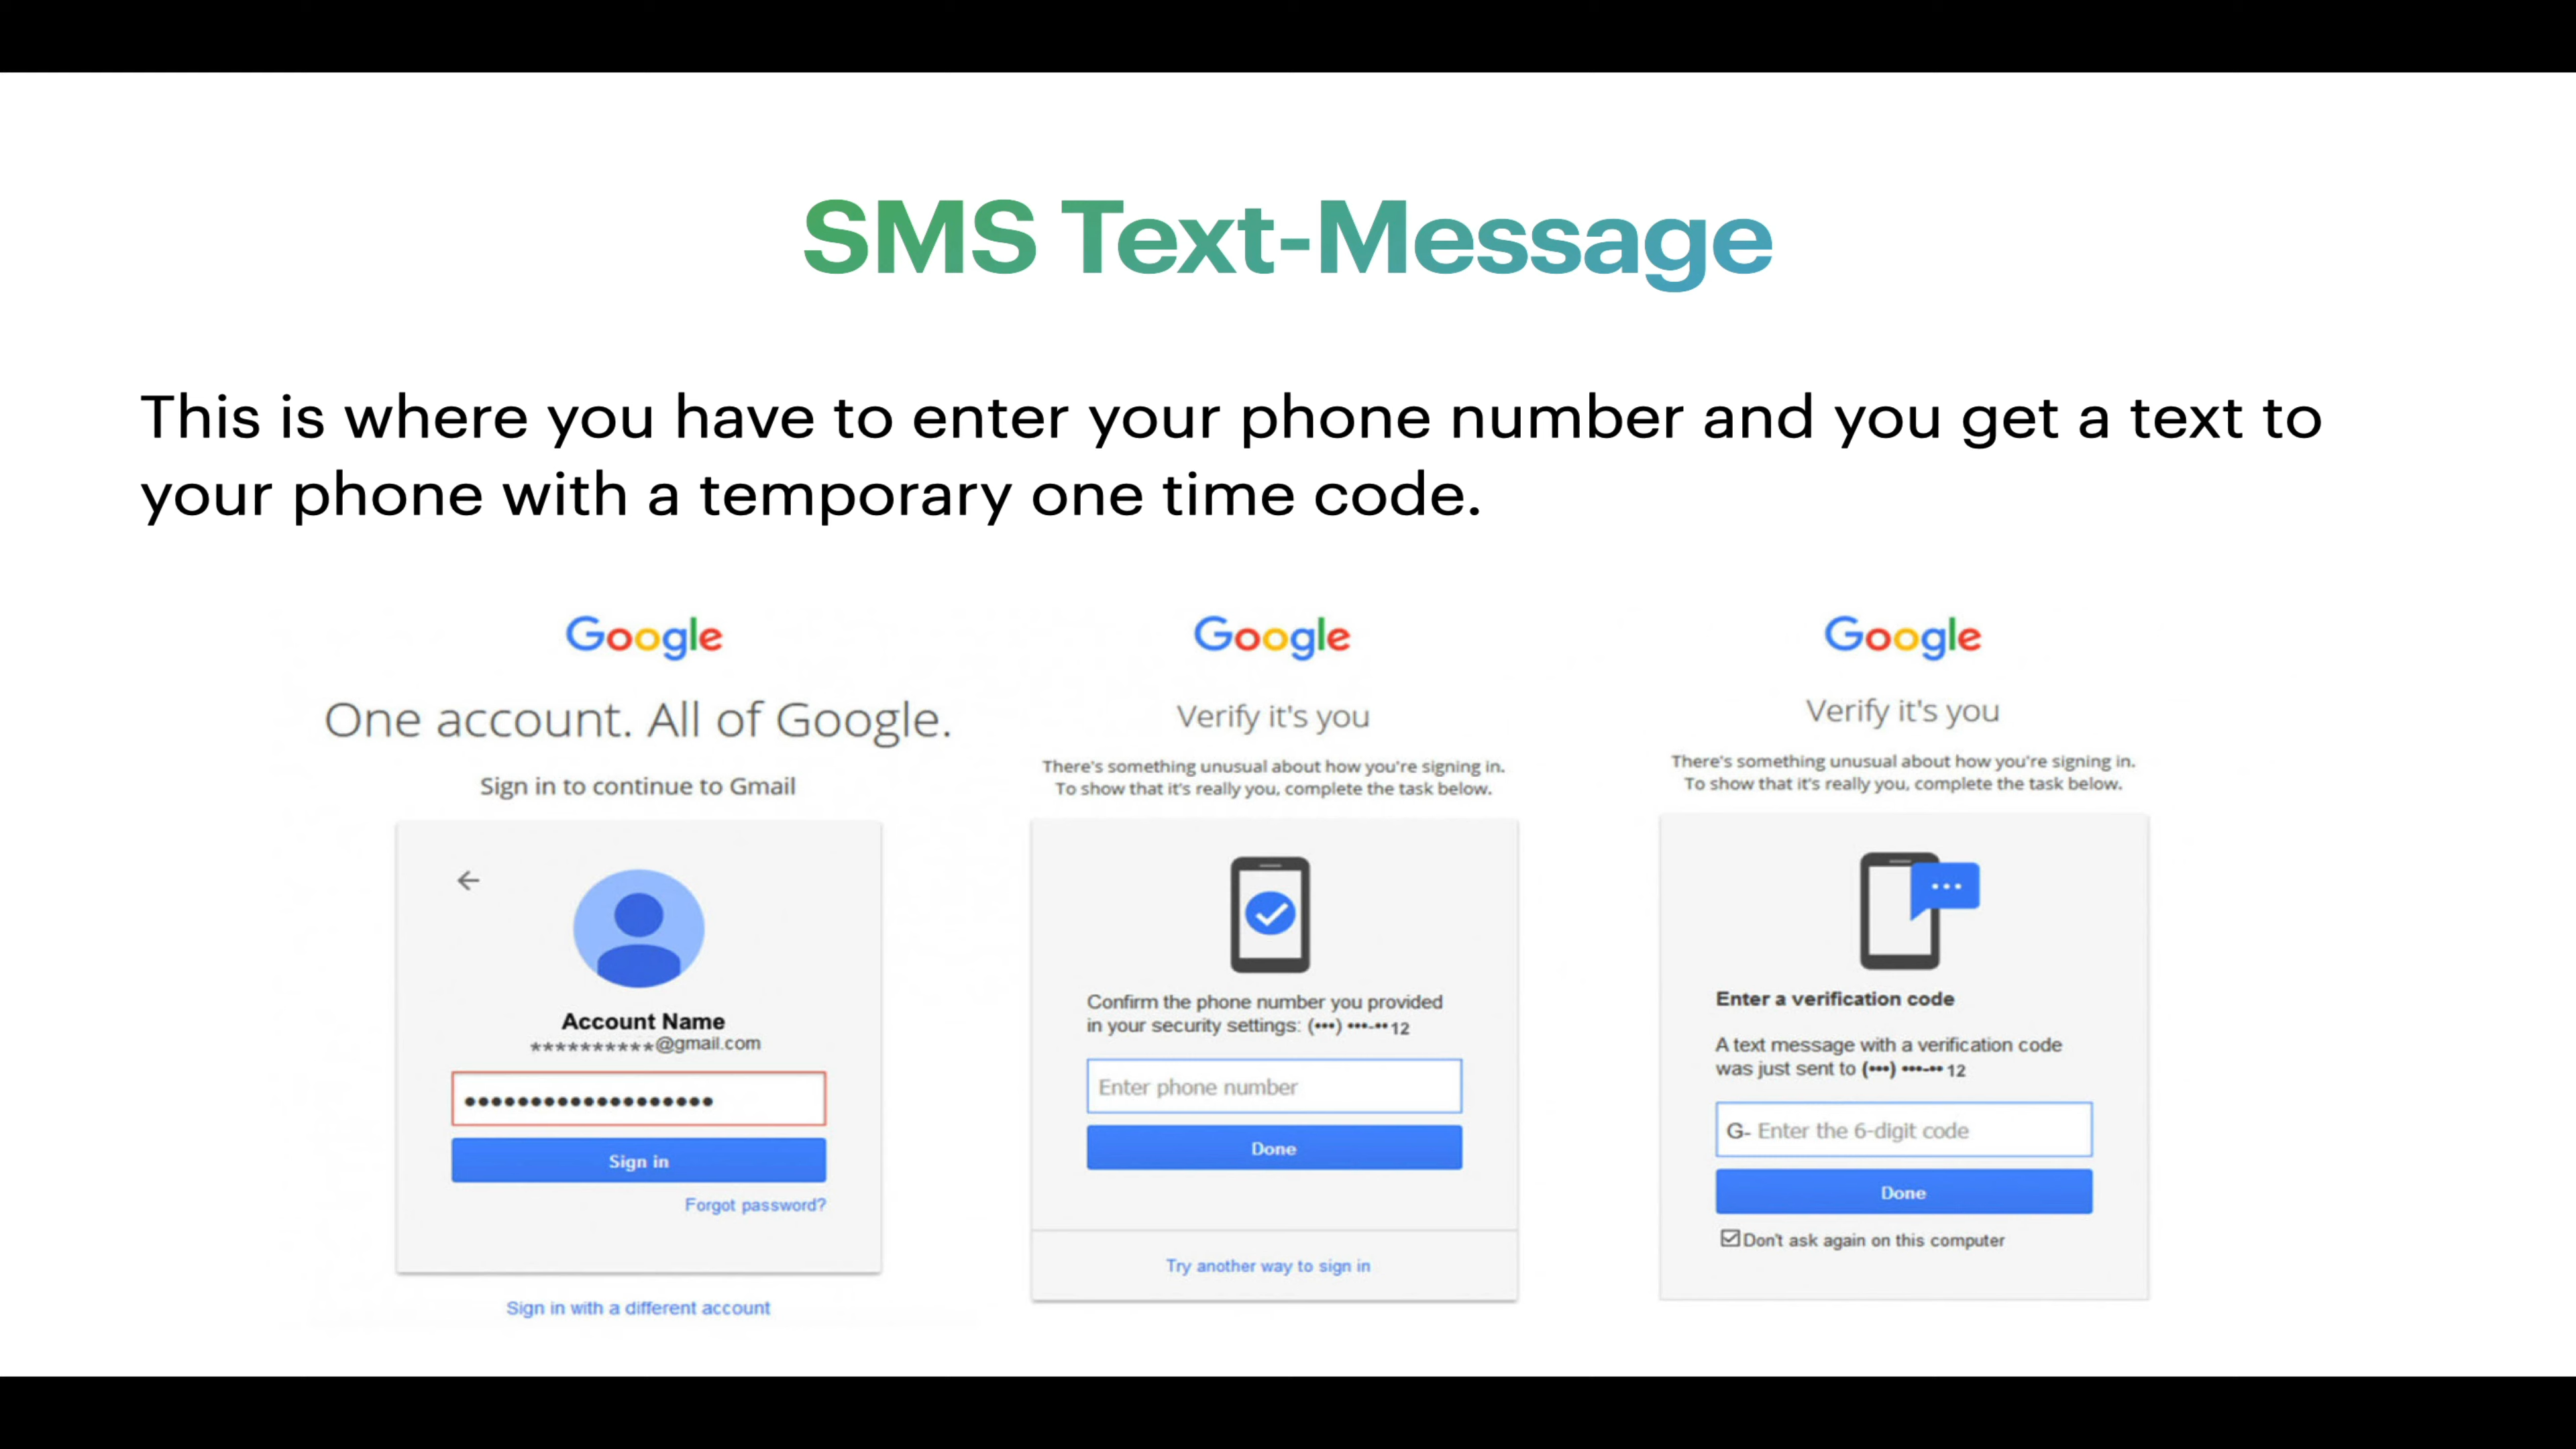 SMS Text-Message
This is where you have to enter your phone number and you get a text to
your phone with a temporary one time code.
Google
One account. All of Google.
Sign in to continue to Gmail
Account Name
**********@gmail.com
•••••••••••••••••••
Sign in
Forgot password?
Sign in with a different account
Google
Verify it's you
There's something unusual about how you're signing in.
To show that it's really you, complete the task below.
Confirm the phone number you provided
in your security settings: (•••) •••-••12
Enter phone number
Done
Try another way to sign in
Google
Verify it's you
There's something unusual about how you're signing in.
To show that it's really you, complete the task below.
Enter a verification code
A text message with a verification code
was just sent to (•••) •••-•• 12
G- Enter the 6-digit code
Done
Don't ask again on this computer